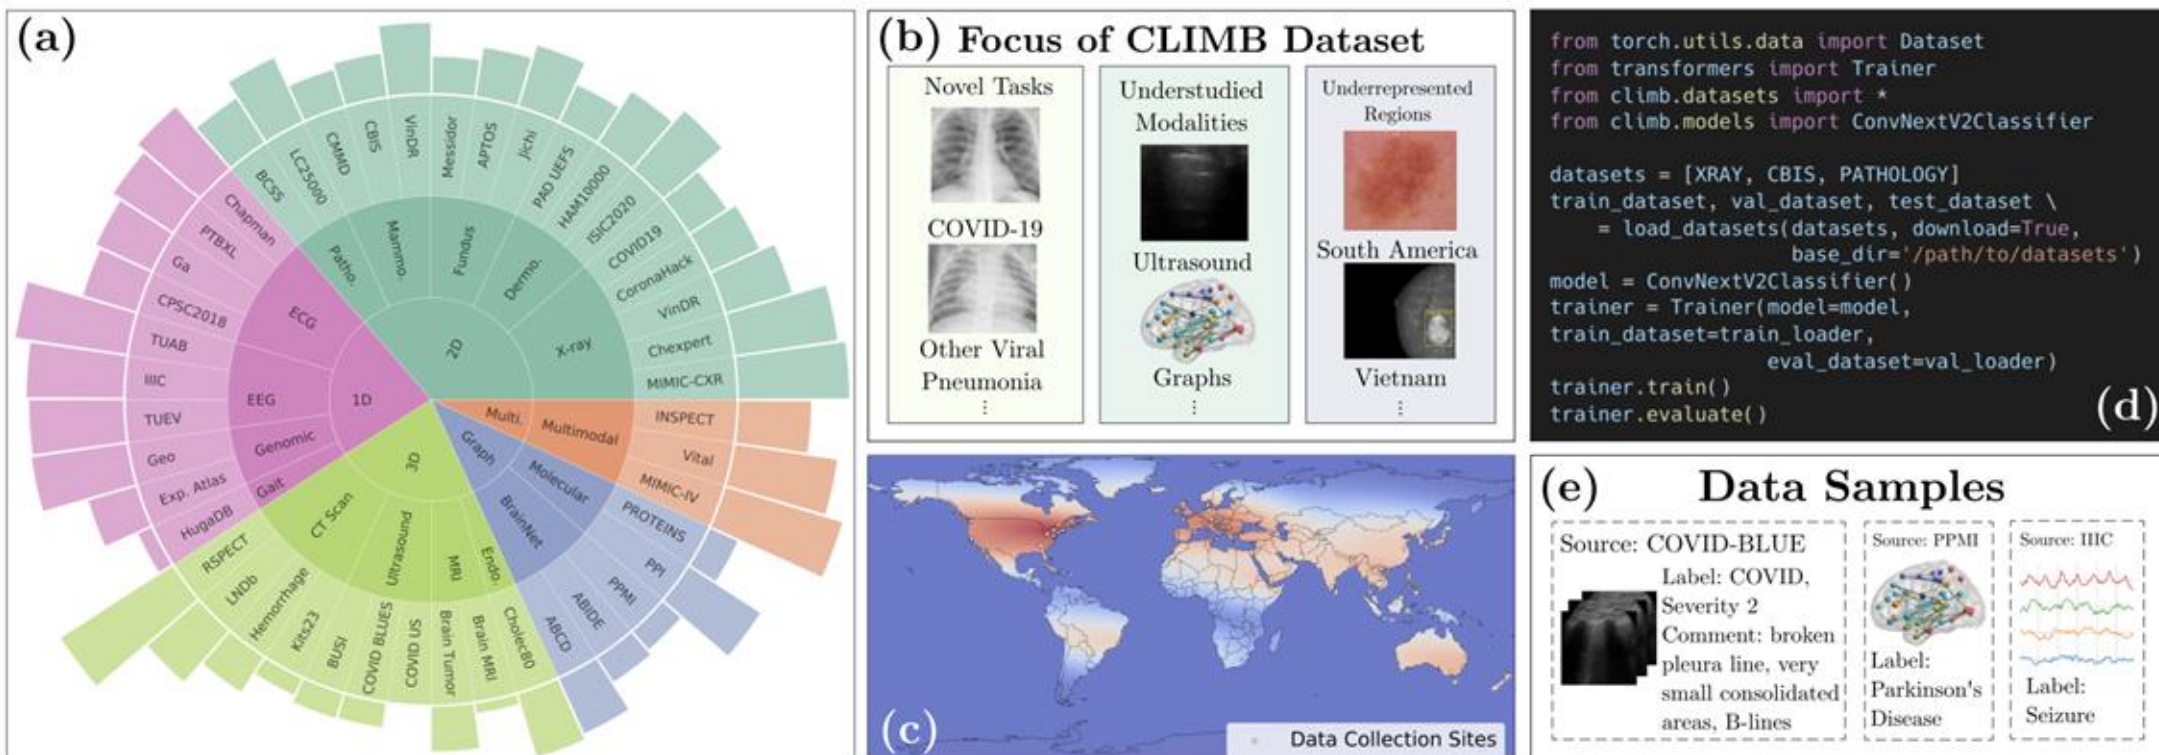 (a)
2D
Patho.
Mammo.
Fundus
Dermo.
X-ray
BCSS
LC25000
CMMD
CBIS
VinDR
Messidor
APTOS
Jichi
PAD UEFS
HAM10000
ISIC2020
COVID19
CoronaHack
VinDR
Chexpert
MIMIC-CXR
Multi.
Multimodal
INSPECT
Vital
MIMIC-IV
Graph
Molecular
BrainNet
PROTEINS
PPI
PPMI
ABIDE
ABCD
3D
Endo.
MRI
Ultrasound
CT Scan
Cholec80
Brain MRI
Brain Tumor
COVID US
COVID BLUES
BUSI
Kits23
Hemorrhage
LNDb
RSPECT
1D
Gait
Genomic
EEG
ECG
HugaDB
Exp. Atlas
Geo
TUEV
IIIC
TUAB
CPSC2018
Ga
PTBXL
Chapman
(b) Focus of CLIMB Dataset
Novel Tasks
COVID-19
Other Viral
Pneumonia
⋮
Understudied
Modalities
Ultrasound
Graphs
⋮
Underrepresented
Regions
South America
Vietnam
⋮
(c)
Data Collection Sites
from torch.utils.data import Dataset
from transformers import Trainer
from climb.datasets import *
from climb.models import ConvNextV2Classifier
datasets = [XRAY, CBIS, PATHOLOGY]
train_dataset, val_dataset, test_dataset \
    = load_datasets(datasets, download=True,
                    base_dir='/path/to/datasets')
model = ConvNextV2Classifier()
trainer = Trainer(model=model,
train_dataset=train_loader,
                  eval_dataset=val_loader)
trainer.train()
trainer.evaluate()
(d)
(e) Data Samples
Source: COVID-BLUE
Label: COVID,
Severity 2
Comment: broken
pleura line, very
small consolidated
areas, B-lines
Source: PPMI
Label:
Parkinson's
Disease
Source: IIIC
Label:
Seizure